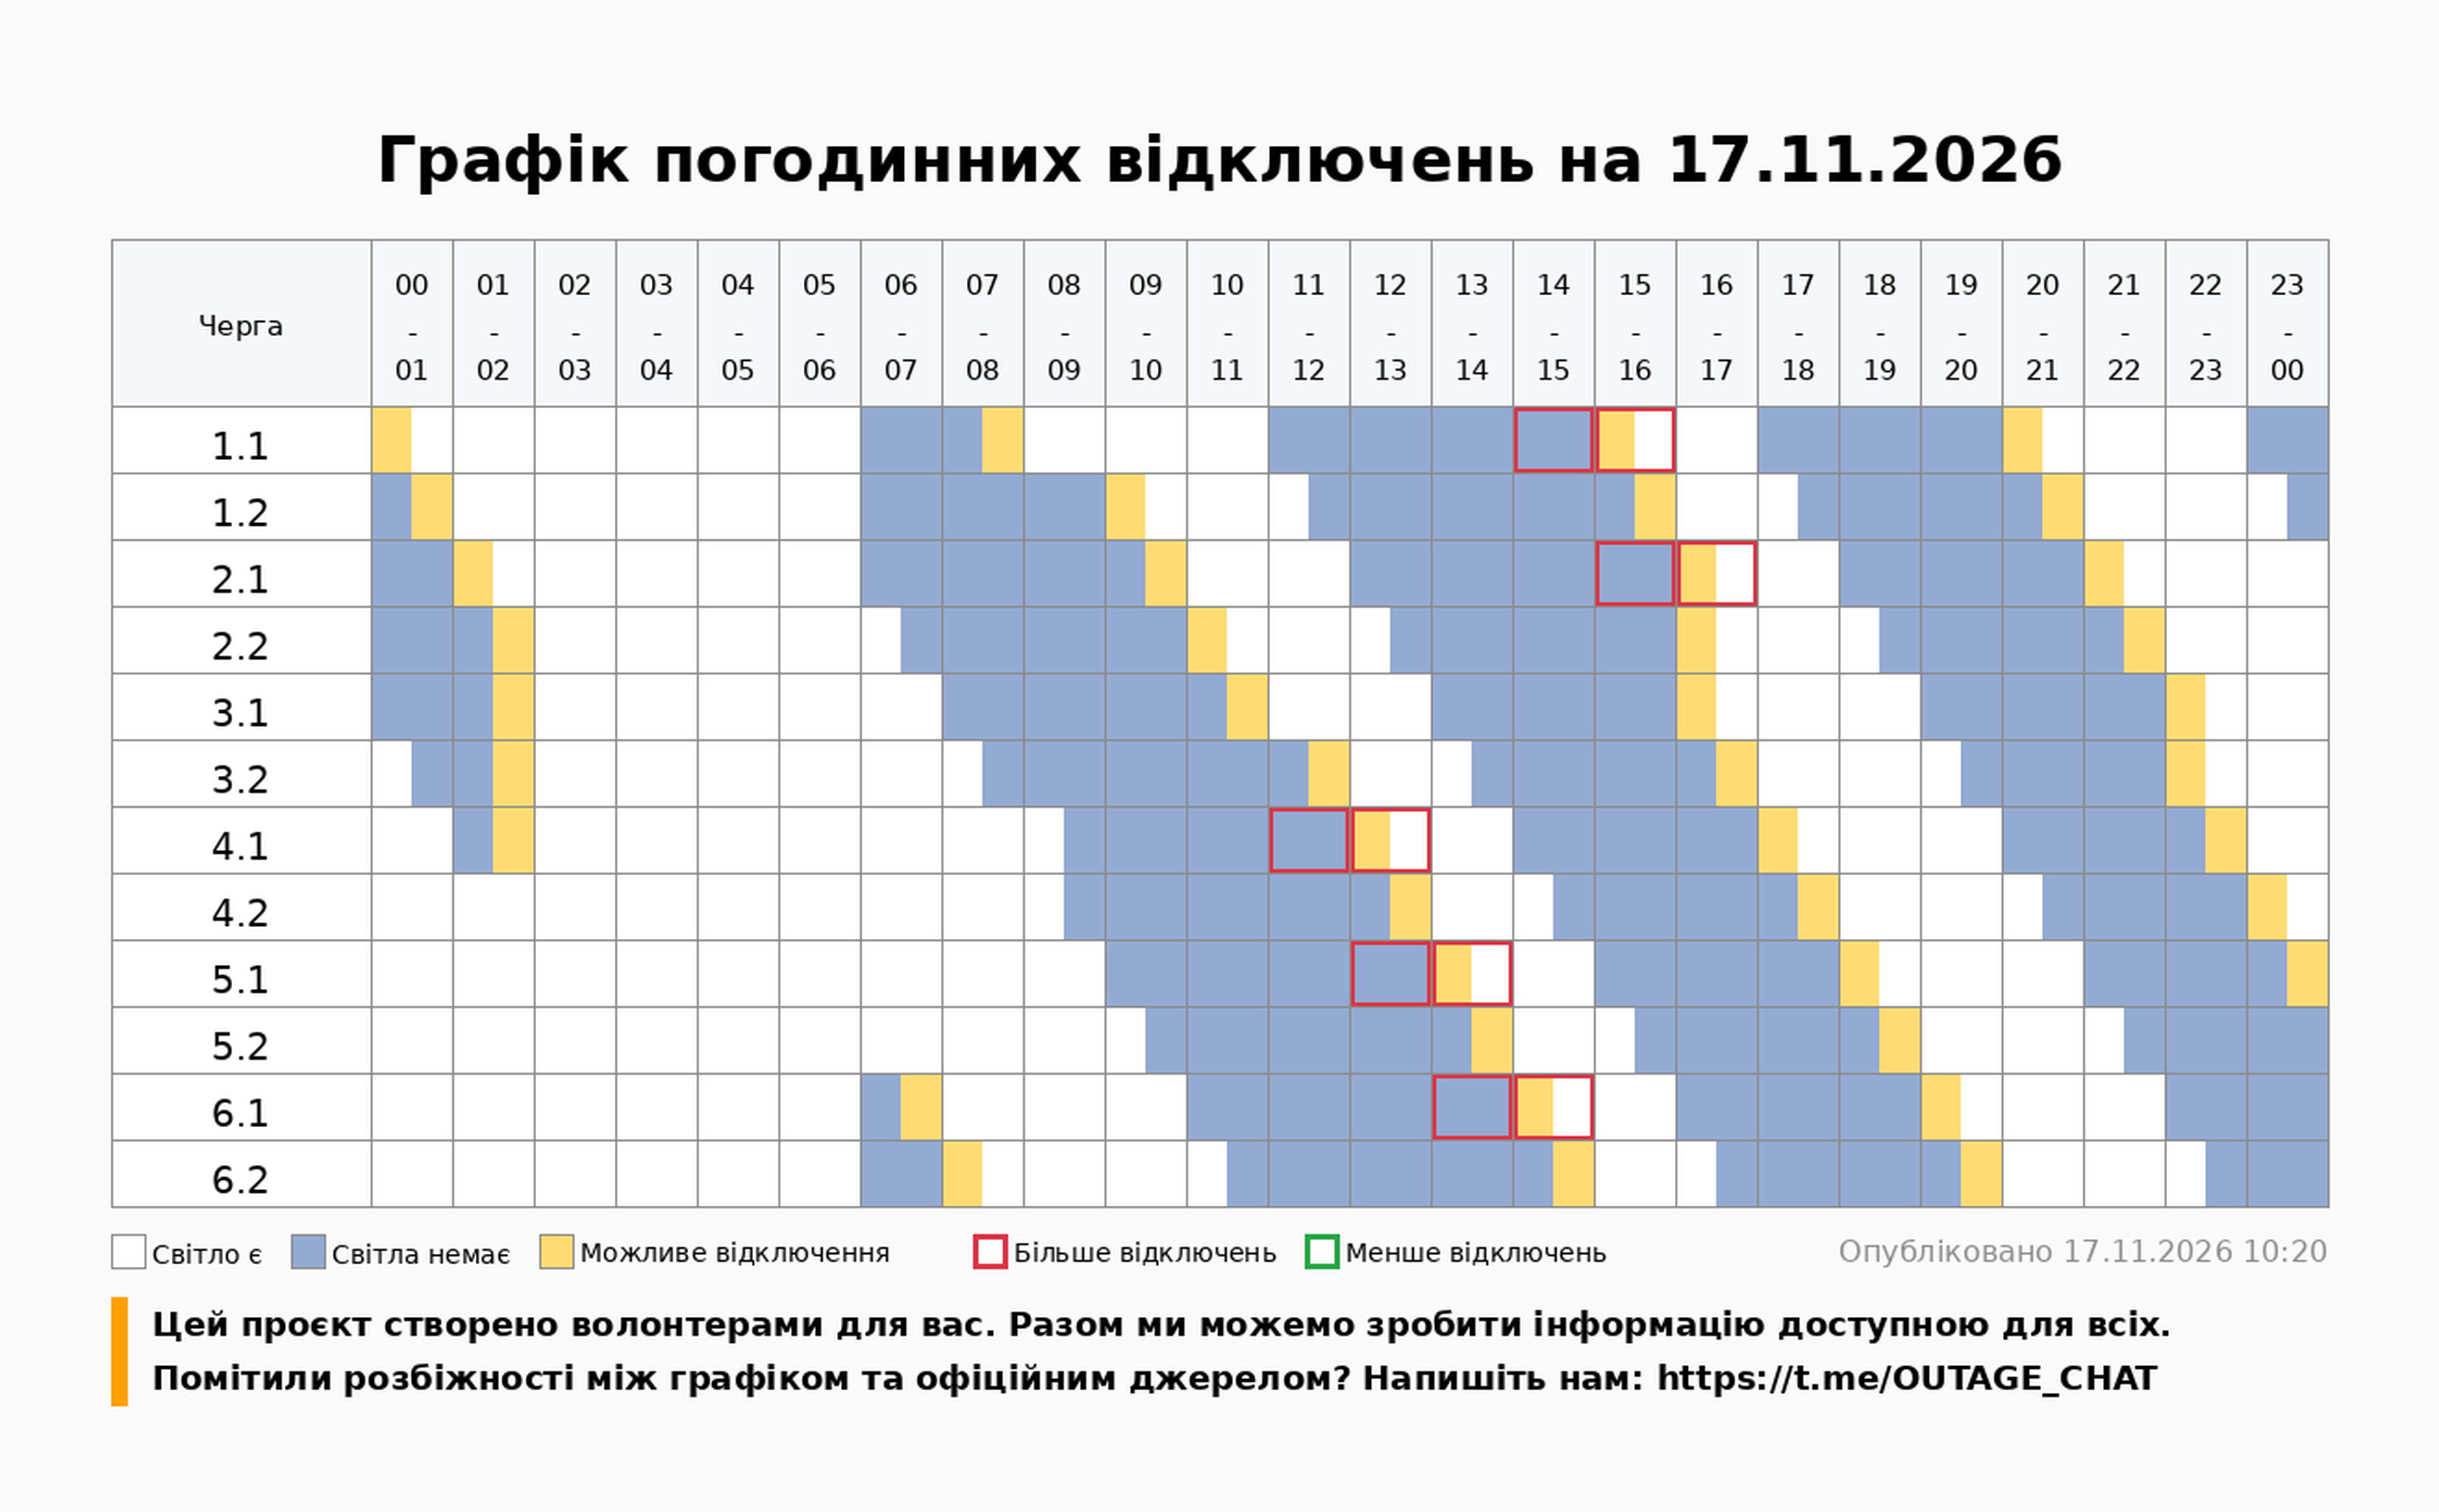 Графік погодинних відключень на 17.11.2026
Черга
00 - 01
01 - 02
02 - 03
03 - 04
04 - 05
05 - 06
06 - 07
07 - 08
08 - 09
09 - 10
10 - 11
11 - 12
12 - 13
13 - 14
14 - 15
15 - 16
16 - 17
17 - 18
18 - 19
19 - 20
20 - 21
21 - 22
22 - 23
23 - 00
1.1
1.2
2.1
2.2
3.1
3.2
4.1
4.2
5.1
5.2
6.1
6.2
Світло є Світла немає Можливе відключення Більше відключень Менше відключень Опубліковано 17.11.2026 10:20
Цей проєкт створено волонтерами для вас. Разом ми можемо зробити інформацію доступною для всіх.
Помітили розбіжності між графіком та офіційним джерелом? Напишіть нам: https://t.me/OUTAGE_CHAT